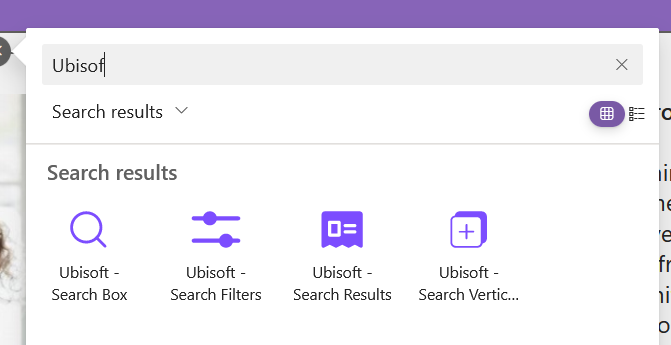 Ubisof
Search results
Search results
Ubisoft -
Search Box
Ubisoft -
Search Filters
Ubisoft -
Search Results
Ubisoft -
Search Vertic...